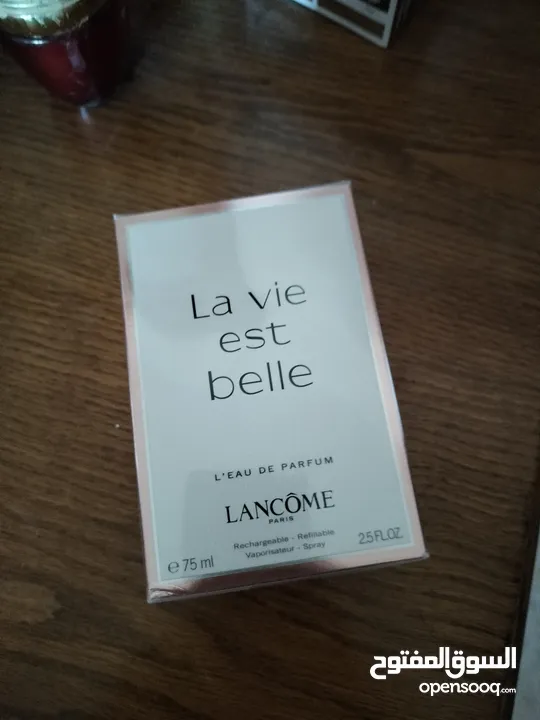 La vie
est
belle
L'EAU DE PARFUM
LANCÔME
PARIS
Rechargeable - Refillable
Vaporisateur - Spray
℮ 75 ml
2.5 FL.OZ.
السوق المفتوح
opensooq.com